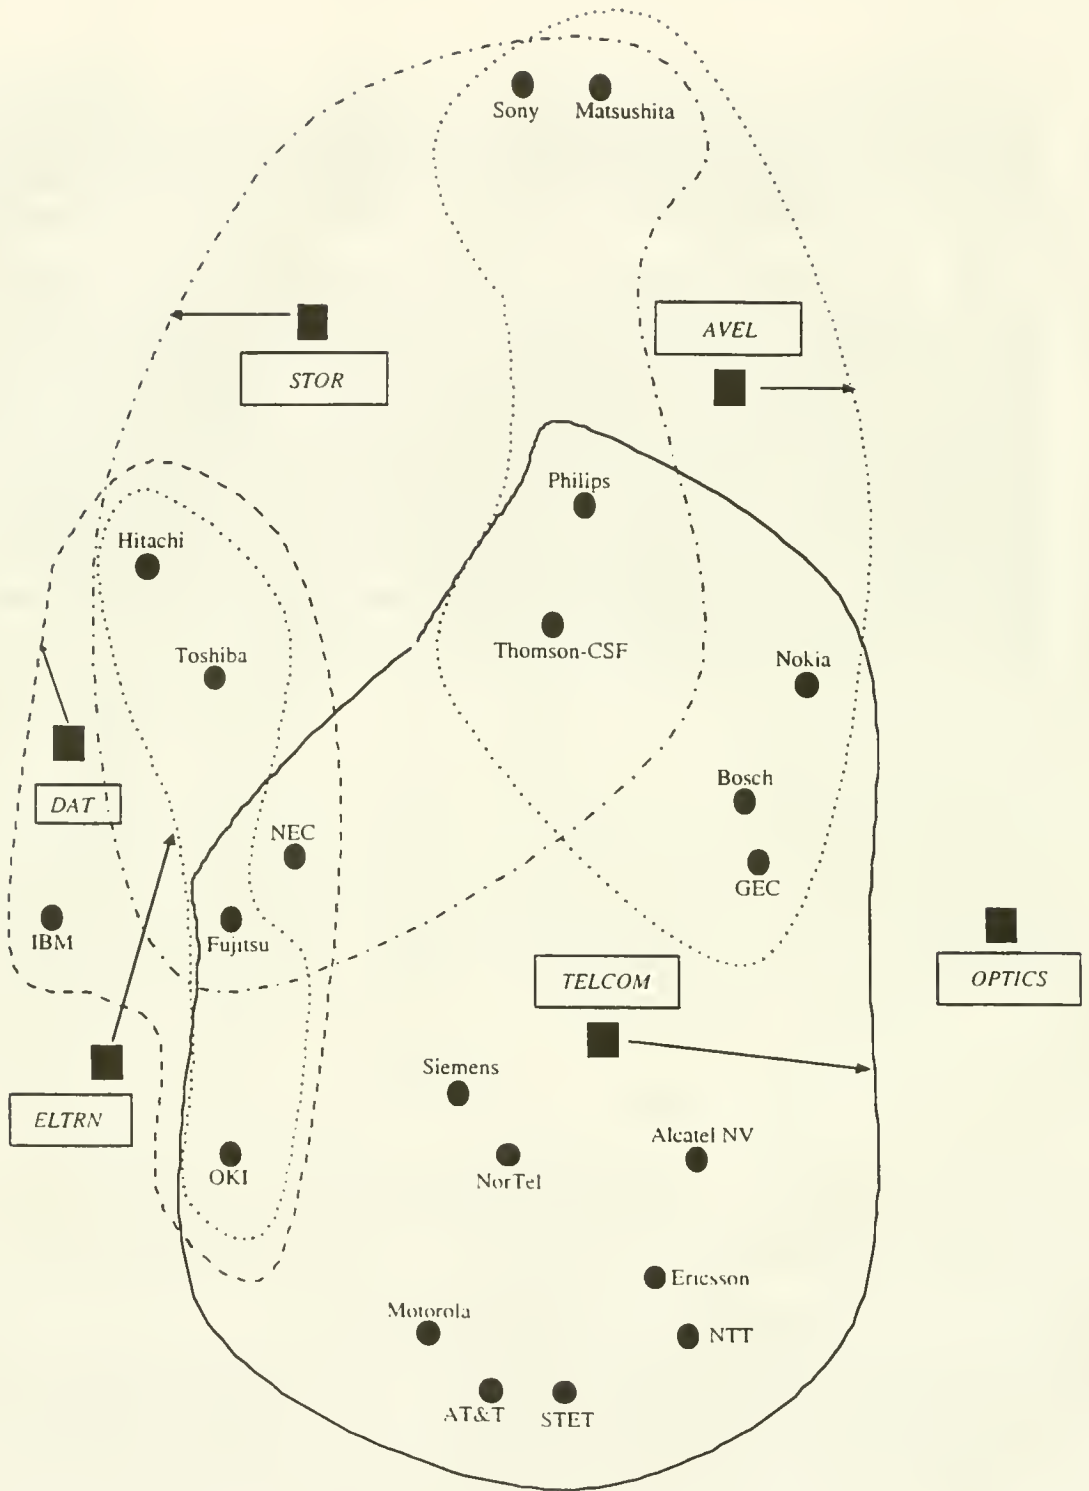 Sony
Matsushita
AVEL
STOR
Philips
Hitachi
Thomson-CSF
Toshiba
Nokia
Bosch
DAT
NEC
GEC
IBM
Fujitsu
TELCOM
OPTICS
Siemens
ELTRN
Alcatel NV
OKI
NorTel
Ericsson
Motorola
NTT
AT&T
STET